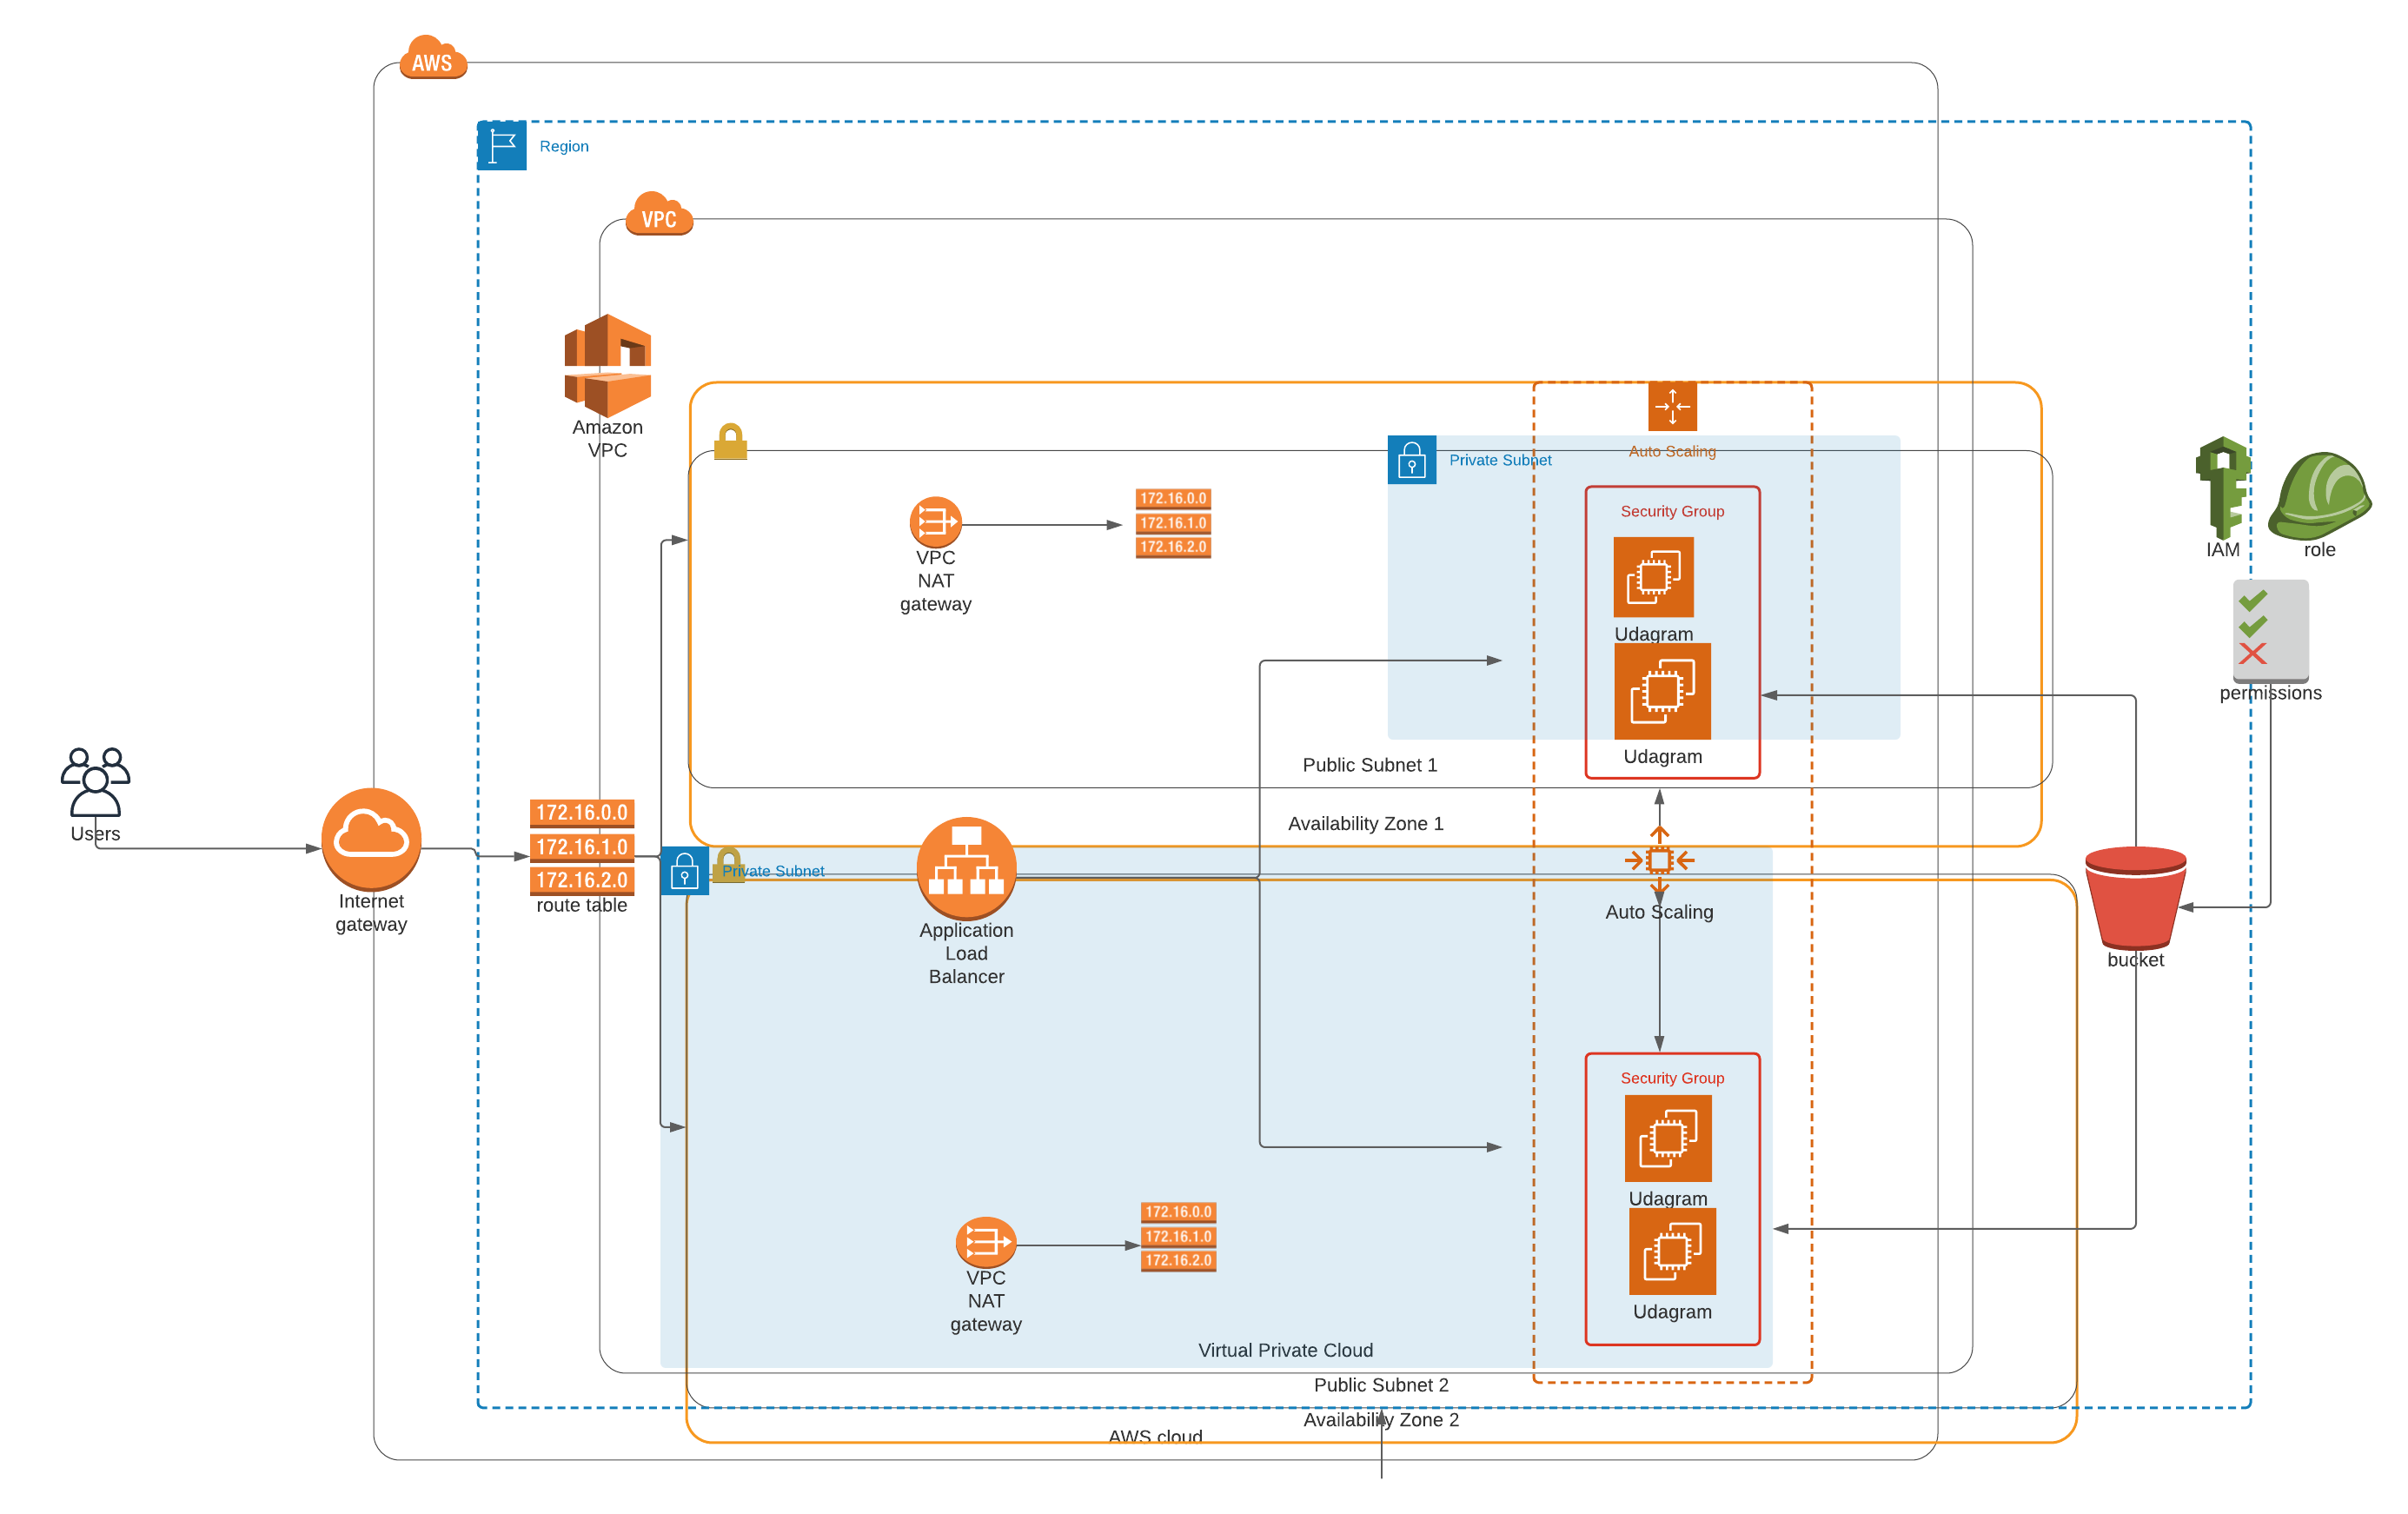 AWS
Region
VPC
Amazon
VPC
Auto Scaling
Private Subnet
172.16.0.0
172.16.1.0
172.16.2.0
Security Group
VPC
NAT
gateway
IAM
role
Udagram
permissions
Udagram
Public Subnet 1
Users
172.16.0.0
172.16.1.0
172.16.2.0
route table
Availability Zone 1
Private Subnet
Internet
gateway
Application
Load
Balancer
Auto Scaling
bucket
Security Group
Udagram
172.16.0.0
172.16.1.0
172.16.2.0
VPC
NAT
gateway
Udagram
Virtual Private Cloud
Public Subnet 2
Availability Zone 2
AWS cloud